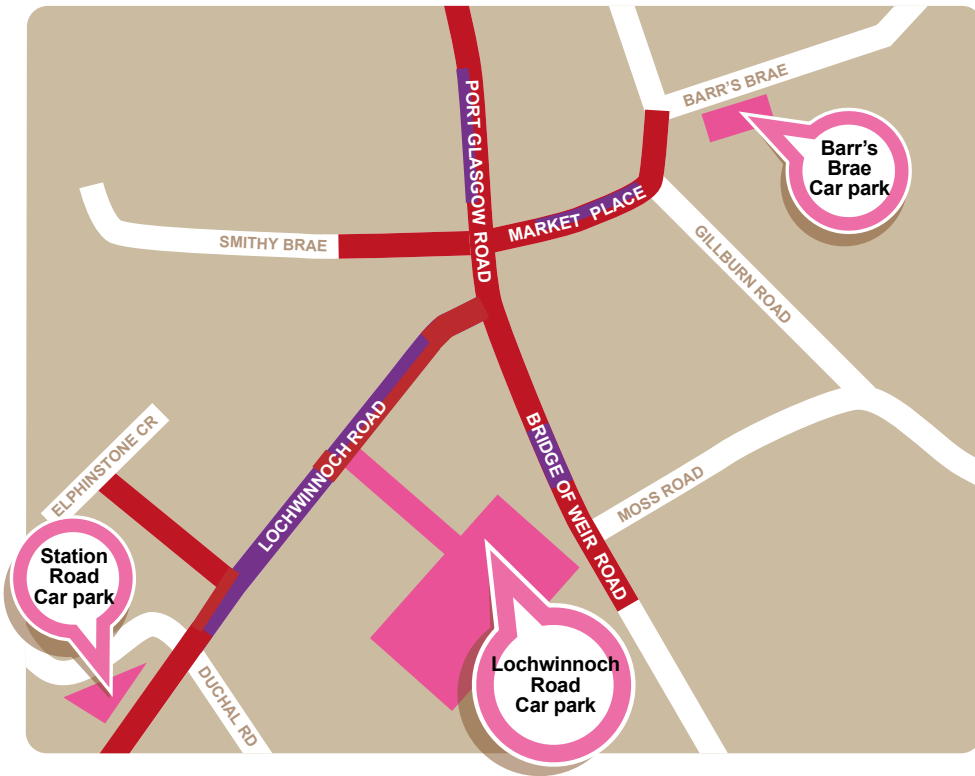 BARR'S BRAE
PORT GLASGOW ROAD
Barr's
Brae
Car park
MARKET PLACE
SMITHY BRAE
GILLBURN ROAD
LOCHWINNOCH ROAD
ELPHINSTONE CR
BRIDGE OF WEIR ROAD
MOSS ROAD
Station
Road
Car park
DUCHAL RD
Lochwinnoch
Road
Car park